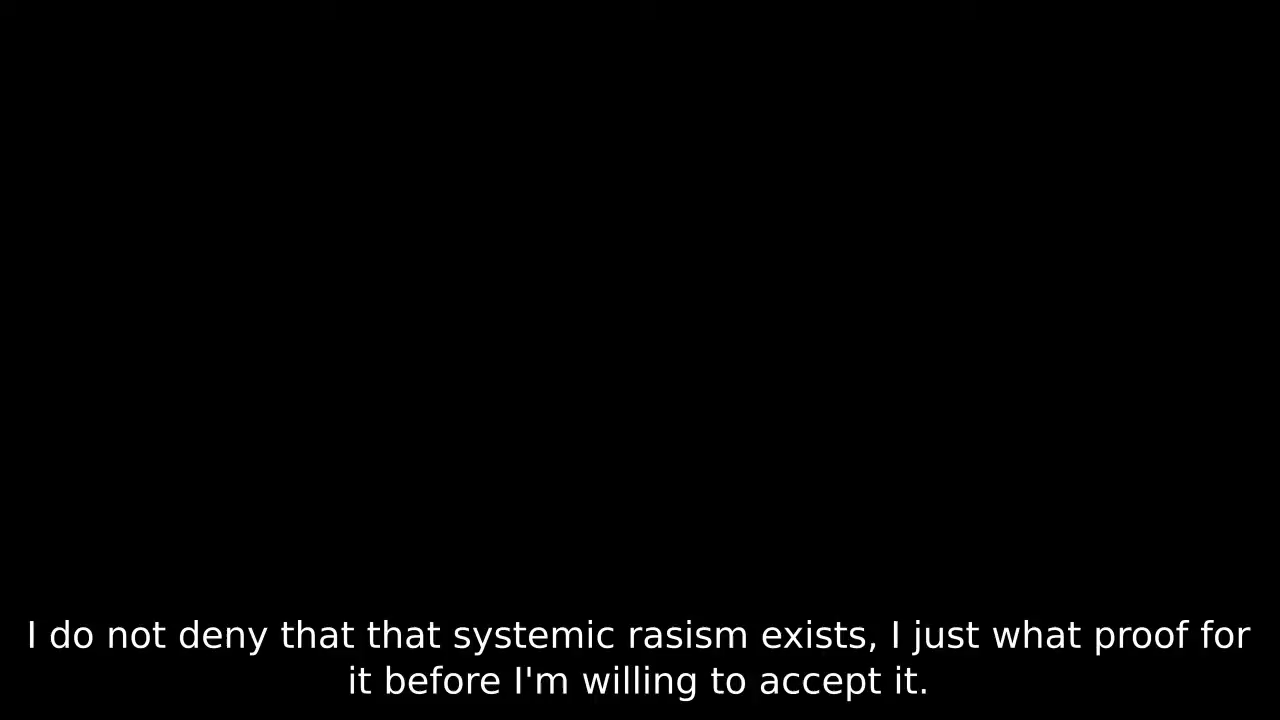 I do not deny that that systemic rasism exists, I just what proof for
it before I'm willing to accept it.